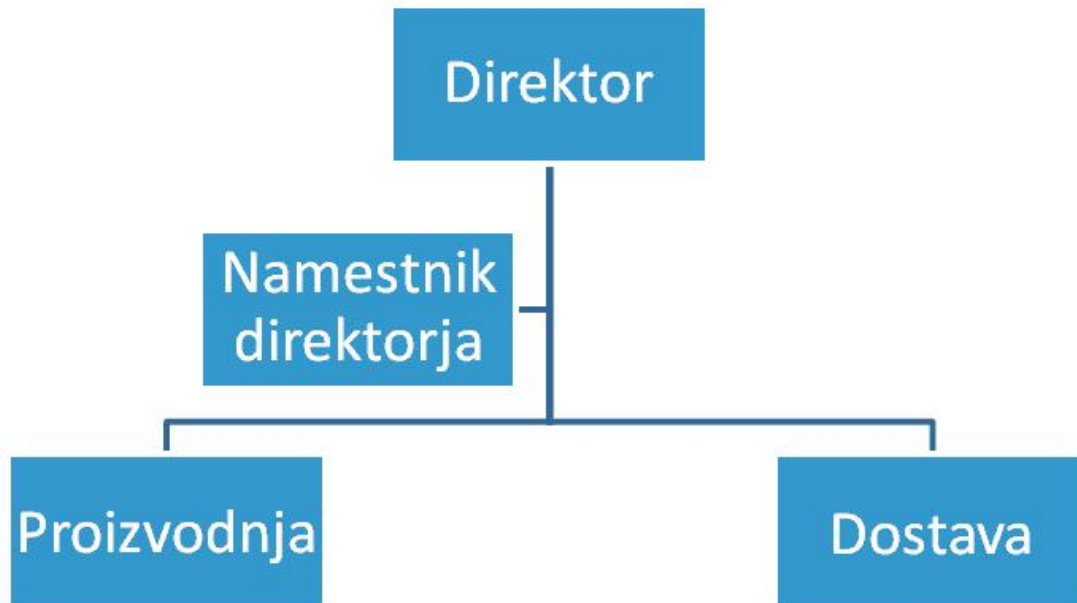 Direktor
Namestnik
direktorja
Proizvodnja
Dostava